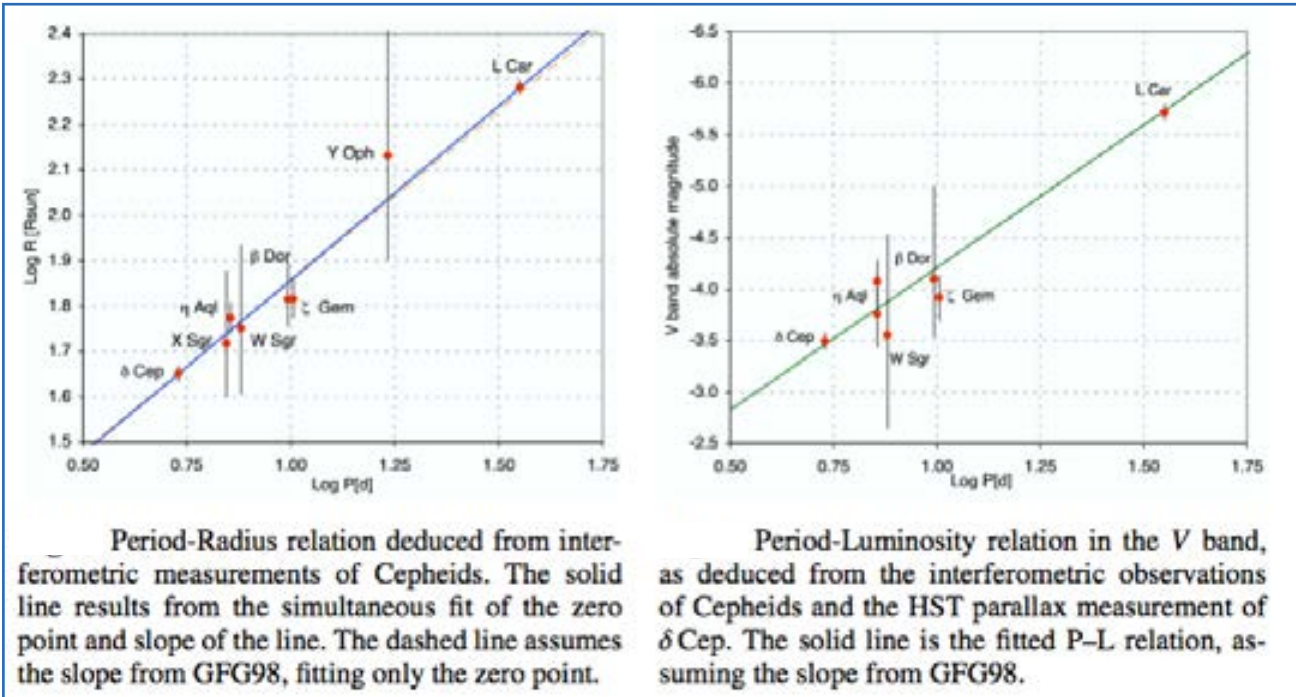 2.4
2.3
2.2
2.1
2.0
1.9
1.8
1.7
1.6
1.5
Log R [Rsun]
L Car
Y Oph
β Dor
η Aql
ζ Gem
X Sgr
W Sgr
δ Cep
0.50 0.75 1.00 1.25 1.50 1.75
Log P[d]
-6.5
-6.0
-5.5
-5.0
-4.5
-4.0
-3.5
-3.0
-2.5
V band absolute magnitude
L Car
β Dor
η Aql
ζ Gem
δ Cep
W Sgr
0.50 0.75 1.00 1.25 1.50 1.75
Log P[d]
Period-Radius relation deduced from inter-
ferometric measurements of Cepheids. The solid
line results from the simultaneous fit of the zero
point and slope of the line. The dashed line assumes
the slope from GFG98, fitting only the zero point.
Period-Luminosity relation in the V band,
as deduced from the interferometric observations
of Cepheids and the HST parallax measurement of
δ Cep. The solid line is the fitted P–L relation, as-
suming the slope from GFG98.